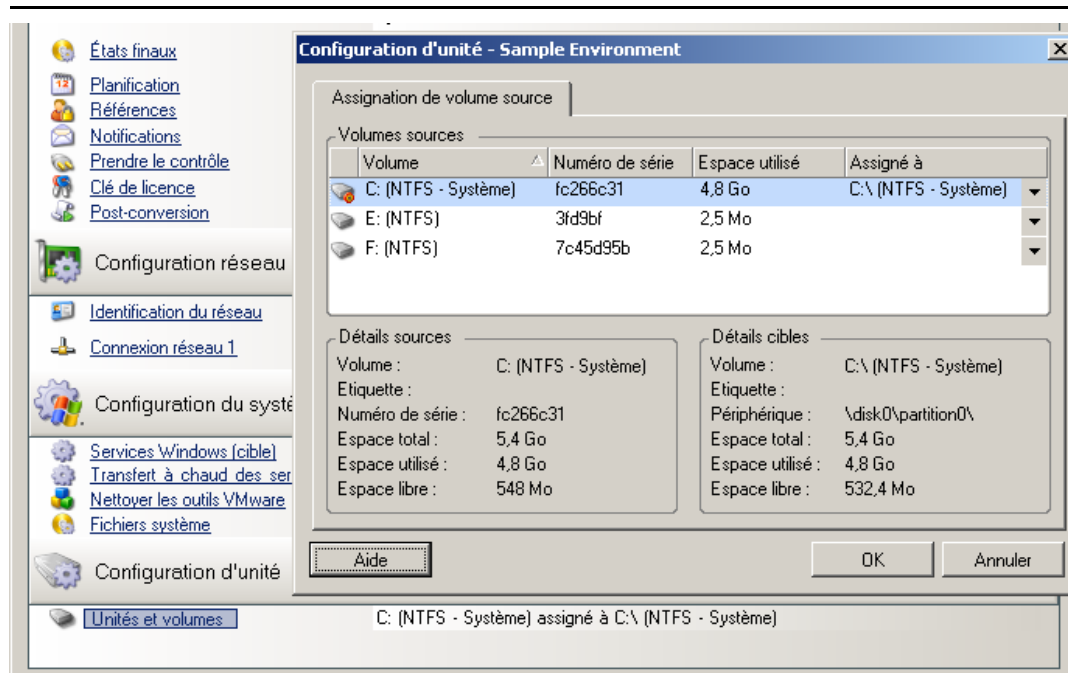 États finaux
Planification
Références
Notifications
Prendre le contrôle
Clé de licence
Post-conversion
Configuration réseau
Identification du réseau
Connexion réseau 1
Configuration du systè
Services Windows (cible)
Transfert à chaud des ser
Nettoyer les outils VMware
Fichiers système
Configuration d'unité
Unités et volumes
C: (NTFS - Système) assigné à C:\ (NTFS - Système)
Configuration d'unité - Sample Environment
Assignation de volume source
Volumes sources
Volume Numéro de série Espace utilisé Assigné à
C: (NTFS - Système) fc266c31 4,8 Go C:\ (NTFS - Système)
E: (NTFS) 3fd9bf 2,5 Mo
F: (NTFS) 7c45d95b 2,5 Mo
Détails sources
Volume : C: (NTFS - Système)
Etiquette :
Numéro de série : fc266c31
Espace total : 5,4 Go
Espace utilisé : 4,8 Go
Espace libre : 548 Mo
Détails cibles
Volume : C:\ (NTFS - Système)
Etiquette :
Périphérique : \disk0\partition0\
Espace total : 5,4 Go
Espace utilisé : 4,8 Go
Espace libre : 532,4 Mo
Aide
OK
Annuler